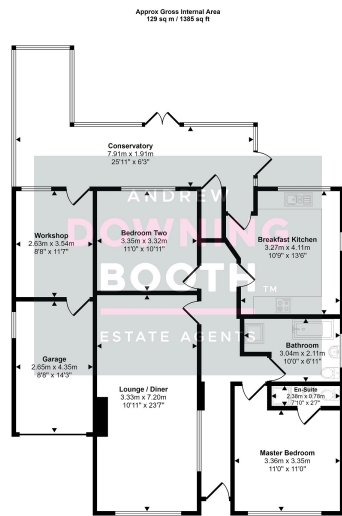 Approx Gross Internal Area
129 sq m / 1385 sq ft
Conservatory
7.91m x 1.91m
25'11" x 6'3"
ANDREW
DOWNING
BOOTH TM
ESTATE AGENTS
Workshop
2.63m x 3.54m
8'8" x 11'7"
Bedroom Two
3.35m x 3.32m
11'0" x 10'11"
Breakfast Kitchen
3.27m x 4.11m
10'9" x 13'6"
Garage
2.65m x 4.35m
8'8" x 14'3"
Lounge / Diner
3.33m x 7.20m
10'11" x 23'7"
Bathroom
3.04m x 2.11m
10'0" x 6'11"
En-Suite
2.38m x 0.78m
7'10" x 2'7"
Master Bedroom
3.36m x 3.35m
11'0" x 11'0"